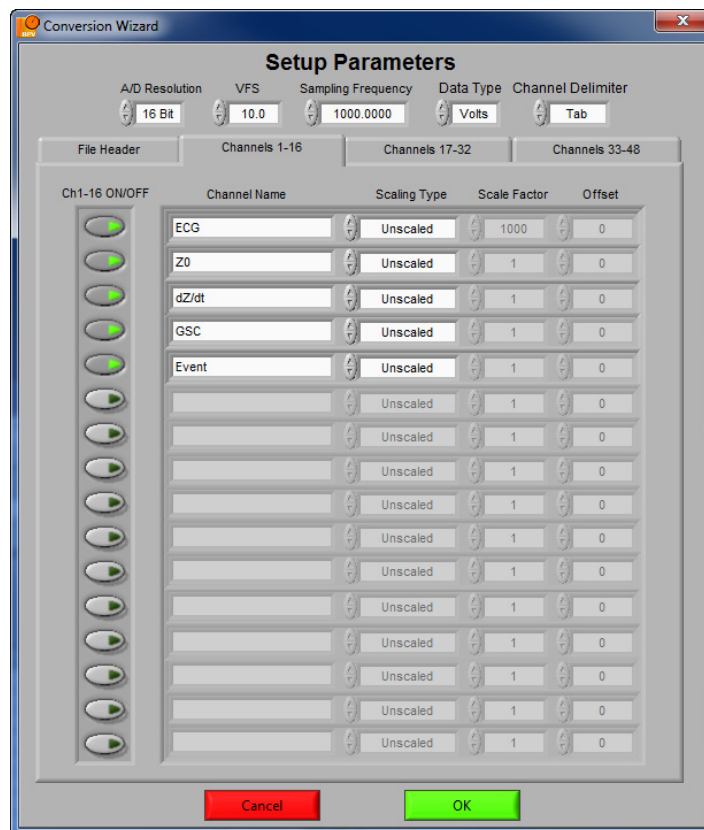 Conversion Wizard
Setup Parameters
A/D Resolution VFS Sampling Frequency Data Type Channel Delimiter
16 Bit 10.0 1000.0000 Volts Tab
File Header Channels 1-16 Channels 17-32 Channels 33-48
Ch1-16 ON/OFF Channel Name Scaling Type Scale Factor Offset
ECG Unscaled 1000 0
Z0 Unscaled 1 0
dZ/dt Unscaled 1 0
GSC Unscaled 1 0
Event Unscaled 1 0
Unscaled 1 0
Unscaled 1 0
Unscaled 1 0
Unscaled 1 0
Unscaled 1 0
Unscaled 1 0
Unscaled 1 0
Unscaled 1 0
Unscaled 1 0
Unscaled 1 0
Unscaled 1 0
Cancel OK